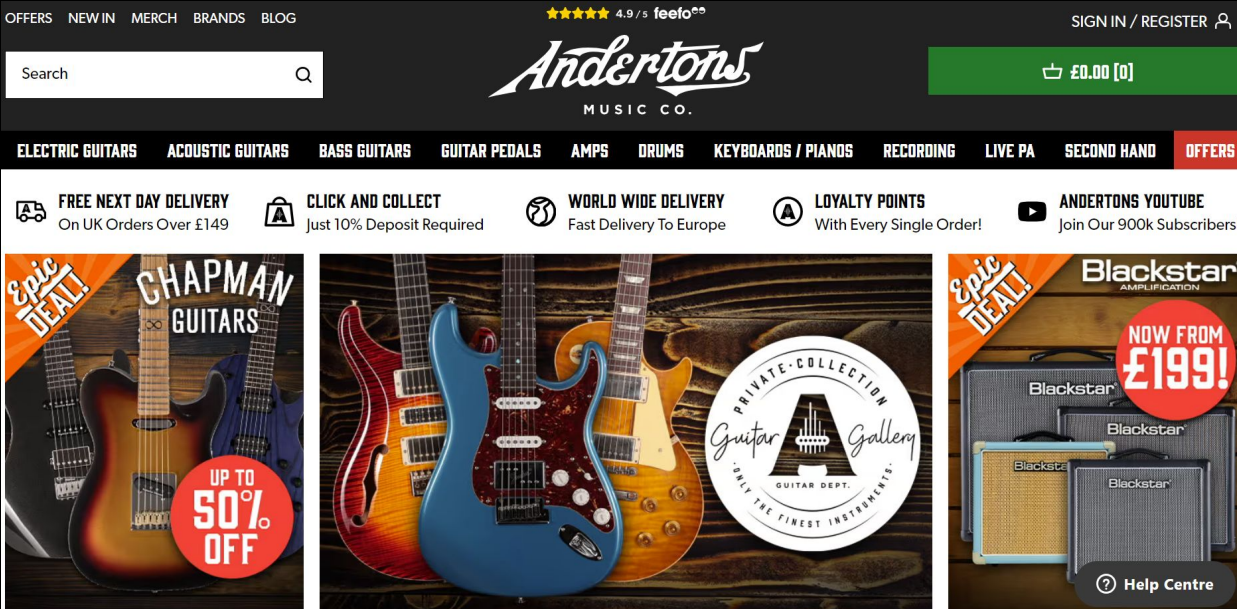 OFFERS NEW IN MERCH BRANDS BLOG
4.9/5 feefo
SIGN IN / REGISTER
Search
Andertons
MUSIC CO.
£0.00 [0]
ELECTRIC GUITARS ACOUSTIC GUITARS BASS GUITARS GUITAR PEDALS AMPS DRUMS KEYBOARDS / PIANOS RECORDING LIVE PA SECOND HAND OFFERS
FREE NEXT DAY DELIVERY
On UK Orders Over £149
CLICK AND COLLECT
Just 10% Deposit Required
WORLD WIDE DELIVERY
Fast Delivery To Europe
LOYALTY POINTS
With Every Single Order!
ANDERTONS YOUTUBE
Join Our 900k Subscribers
Epic
DEAL!
CHAPMAN
GUITARS
UP TO
50%
OFF
PRIVATE·COLLECTION
Guitar A Gallery
GUITAR DEPT.
·ONLY THE FINEST INSTRUMENTS·
Epic
DEAL!
Blackstar
AMPLIFICATION
NOW FROM
£199!
Blackstar
Blackstar
Blacksta
Blackstar
Help Centre